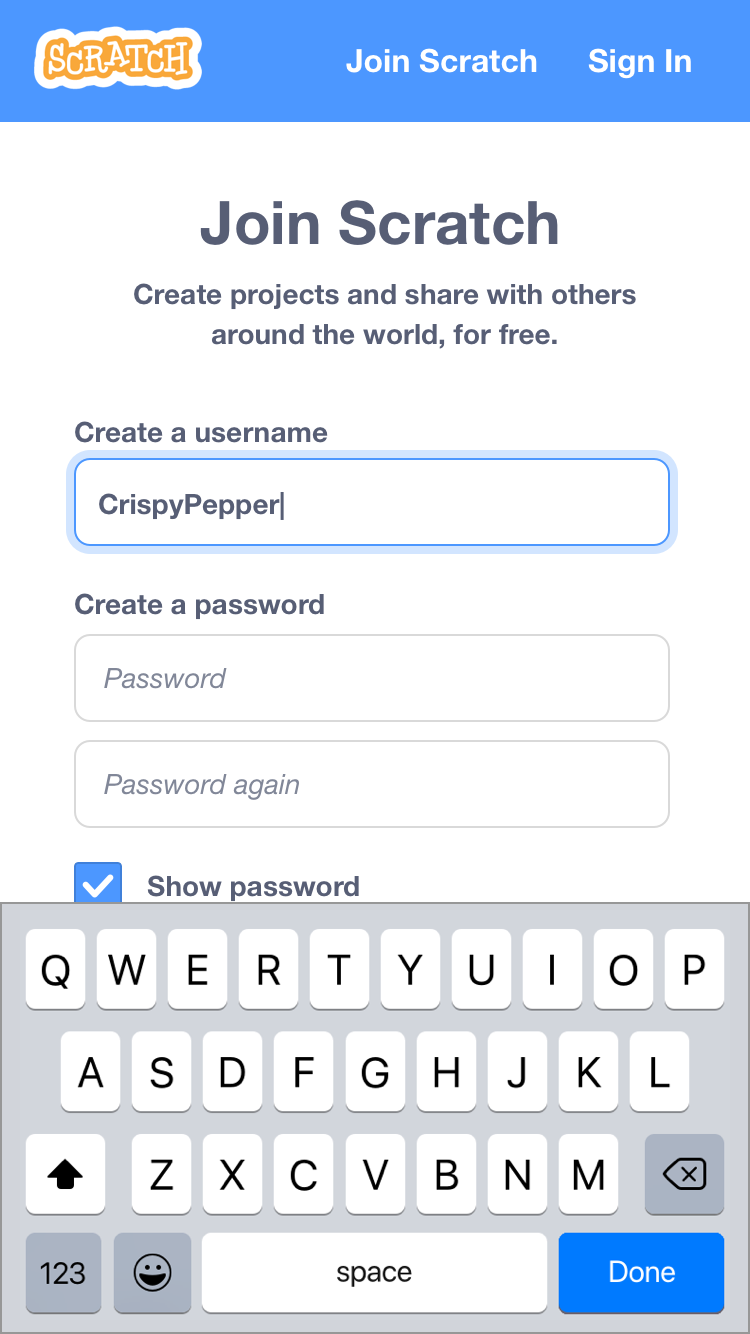 SCRATCH
Join Scratch
Sign In
Join Scratch
Create projects and share with others
around the world, for free.
Create a username
CrispyPepper
Create a password
Password
Password again
Show password
Q W E R T Y U I O P
A S D F G H J K L
Z X C V B N M
123 space Done